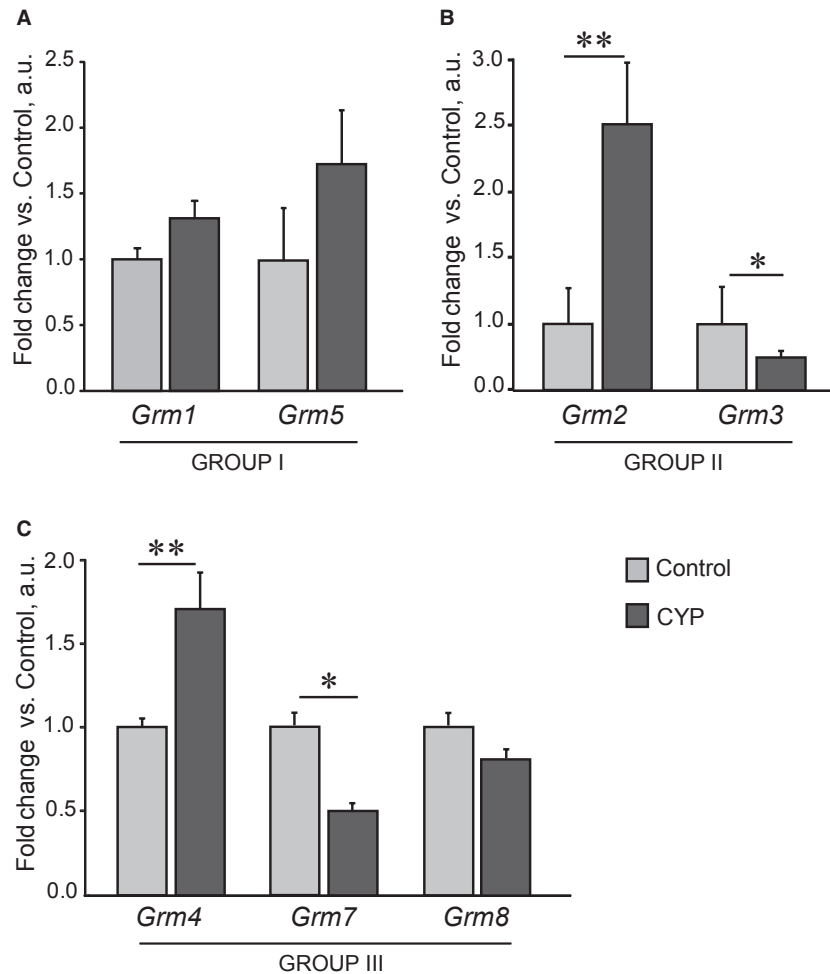 A
Fold change vs. Control, a.u.
2.5
2.0
1.5
1.0
0.5
0.0
Grm1 Grm5
GROUP I
B
Fold change vs. Control, a.u.
3.0
2.5
2.0
1.5
1.0
0.5
0.0
**
*
Grm2 Grm3
GROUP II
C
Fold change vs. Control, a.u.
2.0
1.5
1.0
0.5
0.0
**
*
Grm4 Grm7 Grm8
GROUP III
Control
CYP